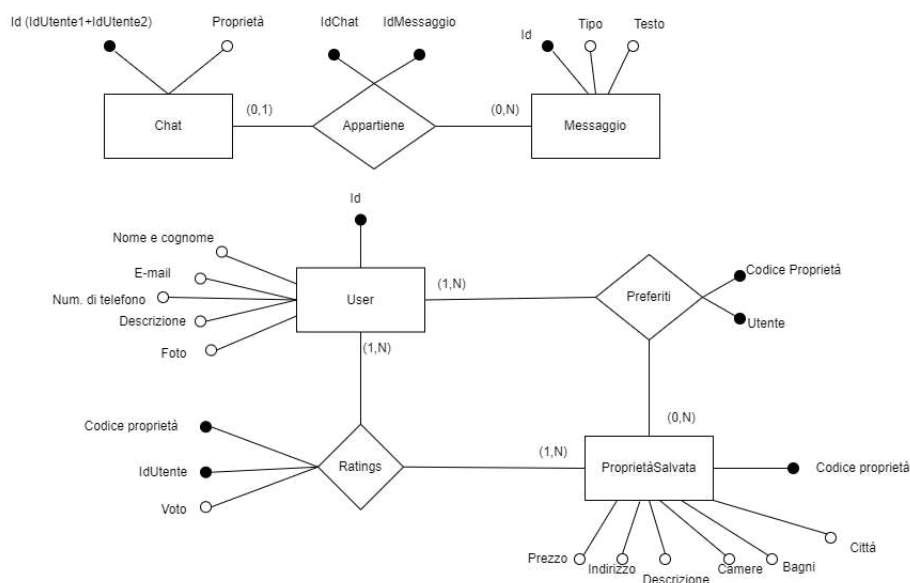 Id (IdUtente1+IdUtente2)
Proprietà
IdChat
IdMessaggio
Id
Tipo
Testo
Chat
(0,1)
Appartiene
(0,N)
Messaggio
Id
Nome e cognome
E-mail
Num. di telefono
Descrizione
Foto
User
(1,N)
Preferiti
Codice Proprietà
Utente
(1,N)
(0,N)
Codice proprietà
IdUtente
Voto
Ratings
(1,N)
ProprietàSalvata
Codice proprietà
Prezzo
Indirizzo
Descrizione
Camere
Bagni
Città